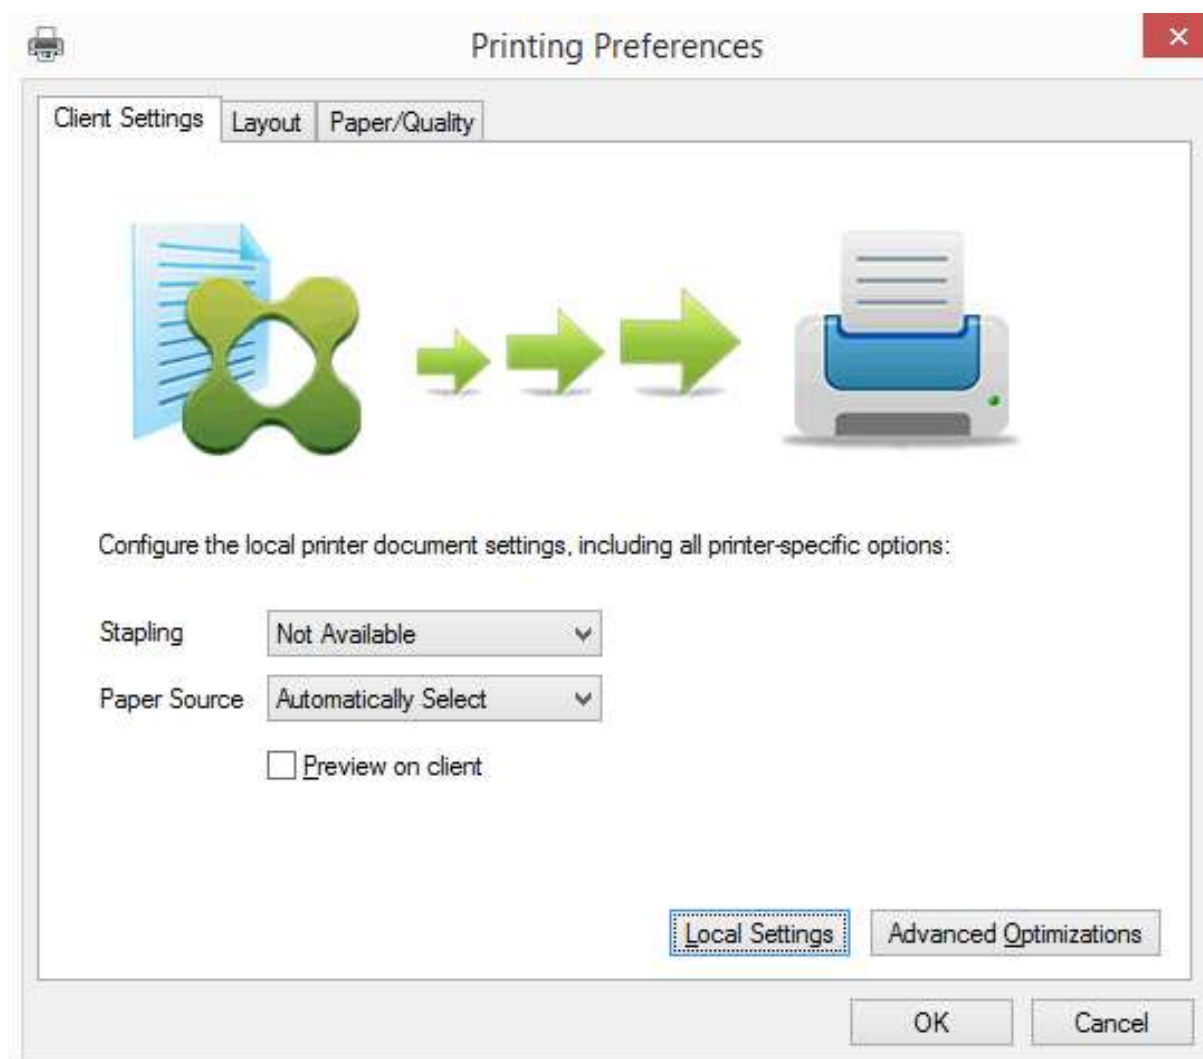 Printing Preferences
Client Settings Layout Paper/Quality
Configure the local printer document settings, including all printer-specific options:
Stapling Not Available
Paper Source Automatically Select
Preview on client
Local Settings Advanced Optimizations
OK Cancel